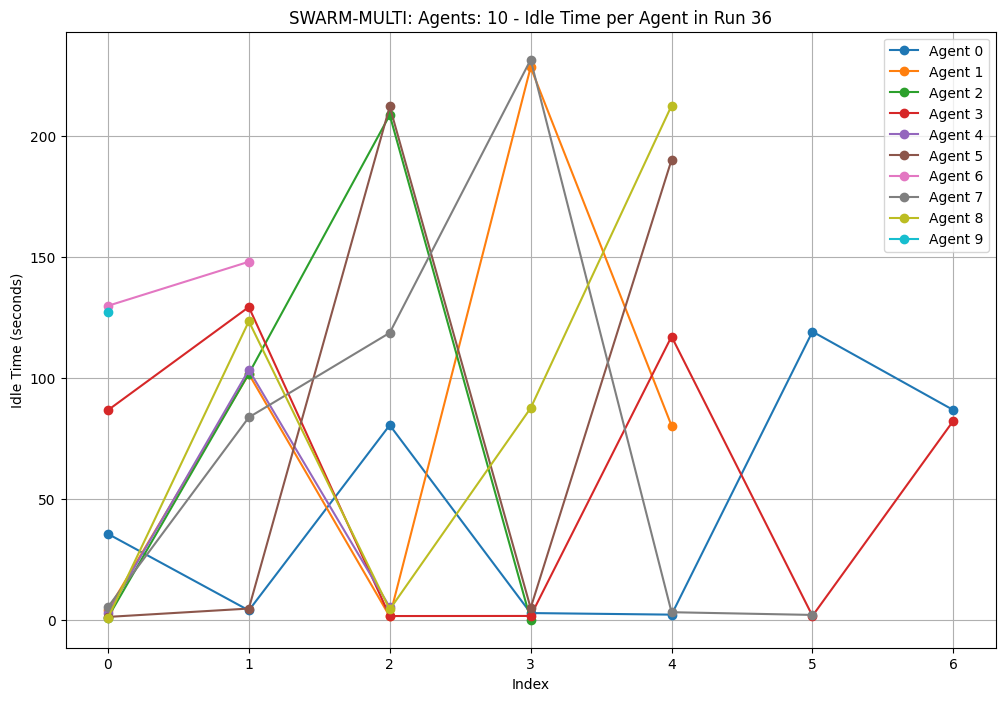 SWARM-MULTI: Agents: 10 - Idle Time per Agent in Run 36
Idle Time (seconds)
200
150
100
50
0
0 1 2 3 4 5 6
Index
Agent 0
Agent 1
Agent 2
Agent 3
Agent 4
Agent 5
Agent 6
Agent 7
Agent 8
Agent 9